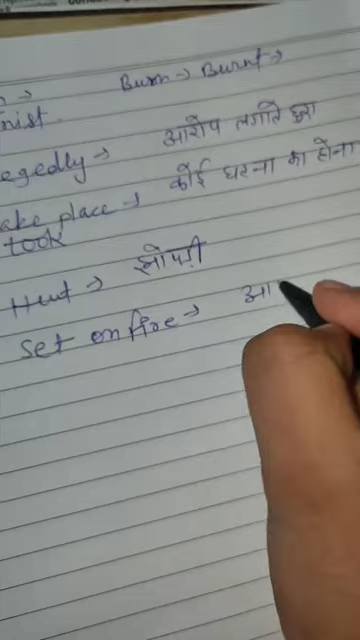 Burn → Burnt →
nist.
egedly → आरोप लगाते हुए
ake place → कोई घटना का होना
took
Hut → झोपड़ी
Set on fire → आ